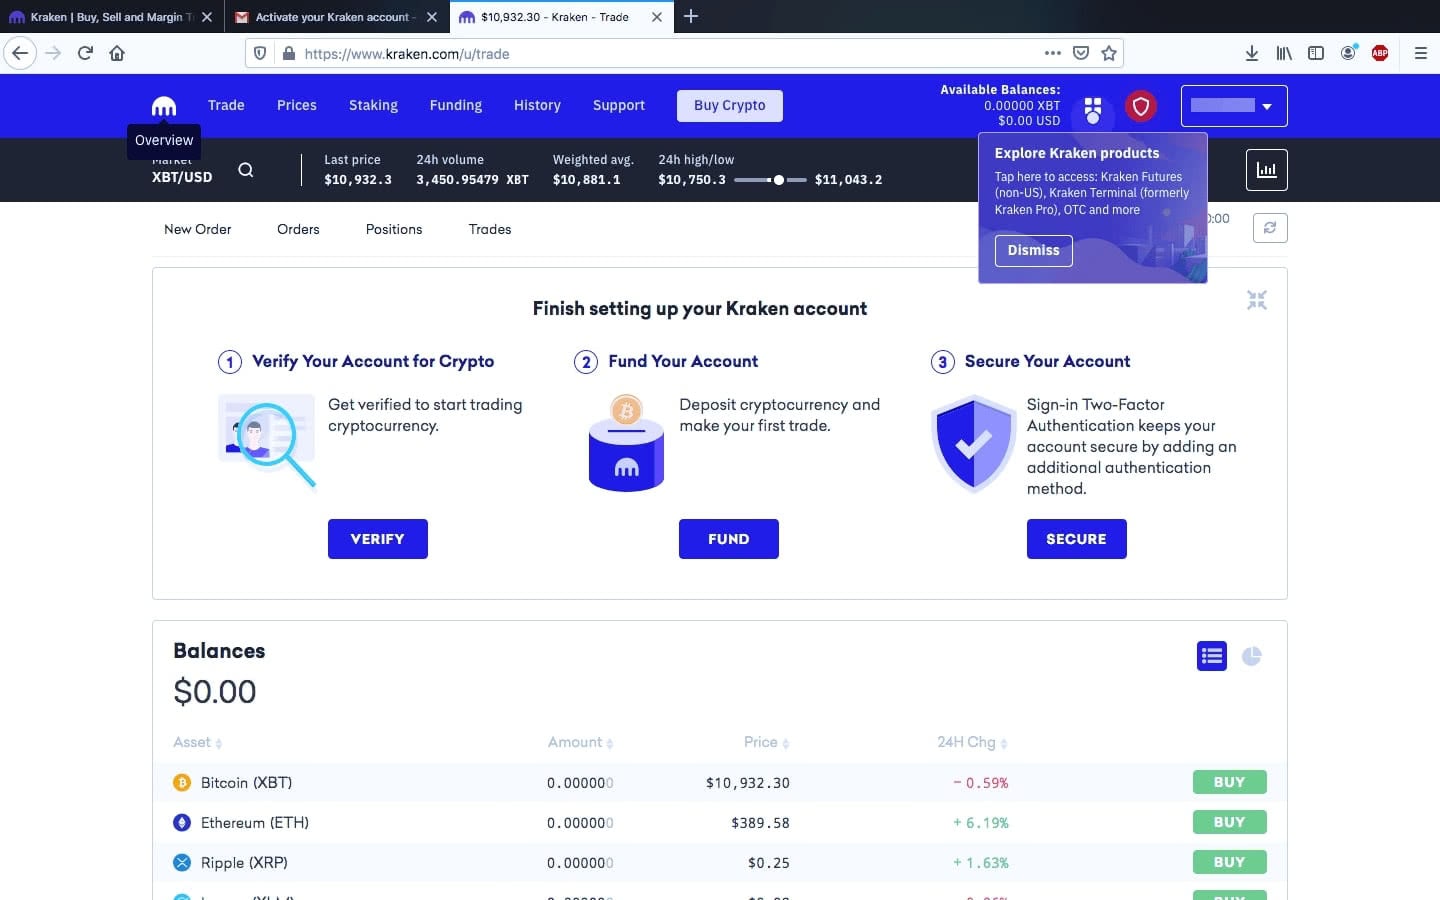 Kraken | Buy, Sell and Margin T
Activate your Kraken account -
$10,932.30 - Kraken - Trade
https://www.kraken.com/u/trade
ABP
Trade
Prices
Staking
Funding
History
Support
Buy Crypto
Available Balances:
0.00000 XBT
$0.00 USD
Overview
Market
XBT/USD
Last price
$10,932.3
24h volume
3,450.95479 XBT
Weighted avg.
$10,881.1
24h high/low
$10,750.3
$11,043.2
Explore Kraken products
Tap here to access: Kraken Futures
(non-US), Kraken Terminal (formerly
Kraken Pro), OTC and more
Dismiss
New Order
Orders
Positions
Trades
:00
Finish setting up your Kraken account
1 Verify Your Account for Crypto
Get verified to start trading
cryptocurrency.
VERIFY
2 Fund Your Account
Deposit cryptocurrency and
make your first trade.
FUND
3 Secure Your Account
Sign-in Two-Factor
Authentication keeps your
account secure by adding an
additional authentication
method.
SECURE
Balances
$0.00
Asset Amount Price 24H Chg
Bitcoin (XBT) 0.0000000 $10,932.30 - 0.59% BUY
Ethereum (ETH) 0.0000000 $389.58 + 6.19% BUY
Ripple (XRP) 0.0000000 $0.25 + 1.63% BUY